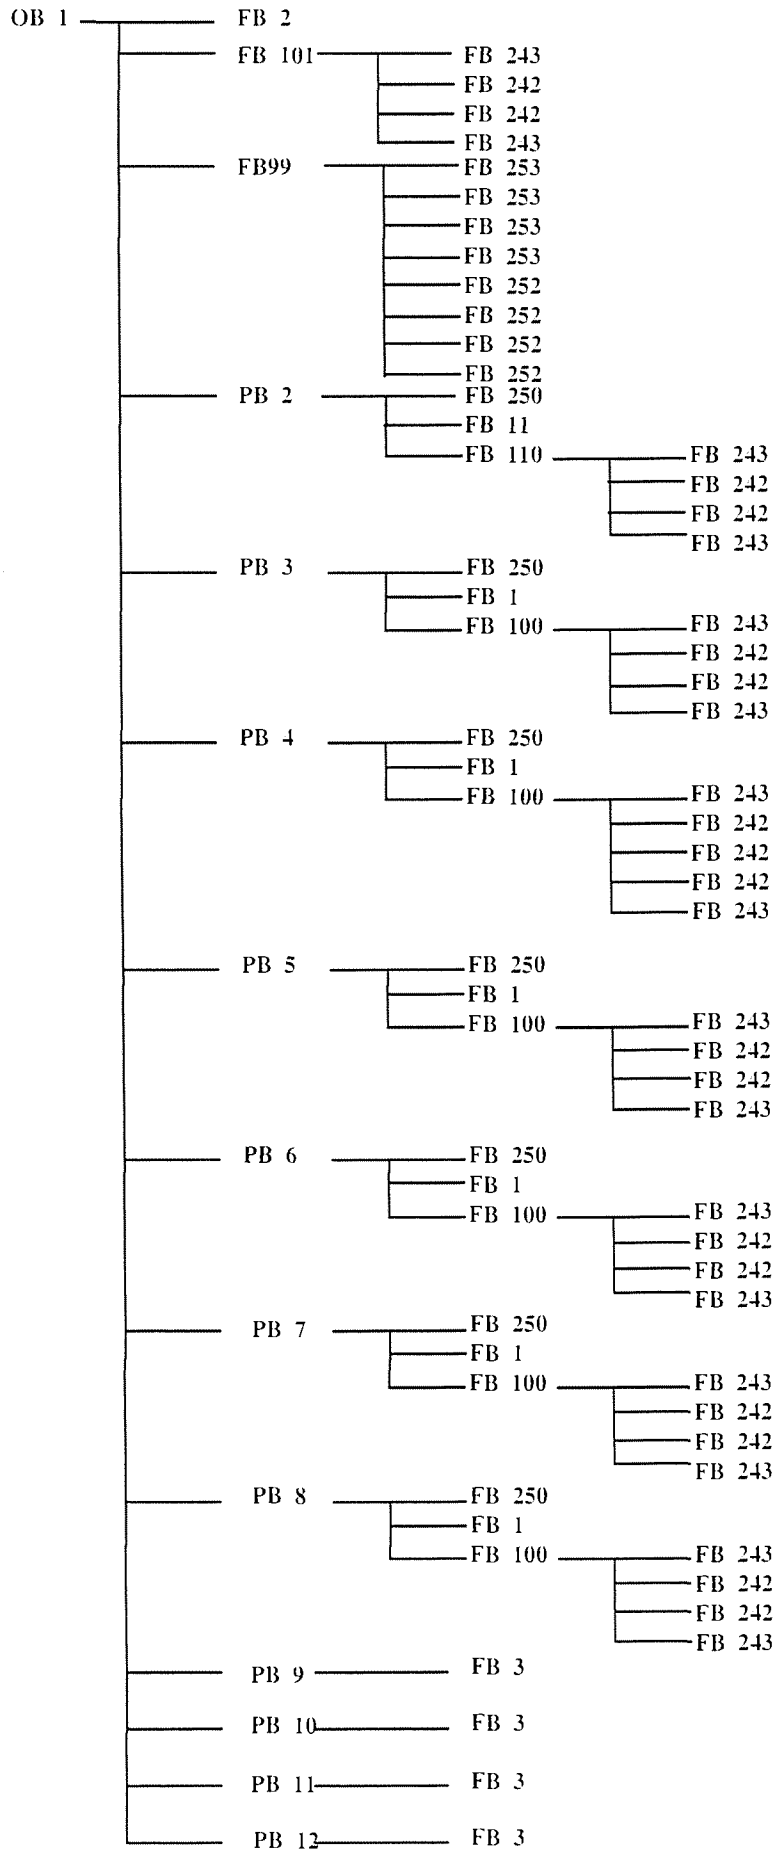 OB 1 FB 2
FB 101 FB 243
FB 242
FB 242
FB 243
FB99 FB 253
FB 253
FB 253
FB 253
FB 252
FB 252
FB 252
FB 252
PB 2 FB 250
FB 11
FB 110 FB 243
FB 242
FB 242
FB 243
PB 3 FB 250
FB 1
FB 100 FB 243
FB 242
FB 242
FB 243
PB 4 FB 250
FB 1
FB 100 FB 243
FB 242
FB 242
FB 242
FB 243
PB 5 FB 250
FB 1
FB 100 FB 243
FB 242
FB 242
FB 243
PB 6 FB 250
FB 1
FB 100 FB 243
FB 242
FB 242
FB 243
PB 7 FB 250
FB 1
FB 100 FB 243
FB 242
FB 242
FB 243
PB 8 FB 250
FB 1
FB 100 FB 243
FB 242
FB 242
FB 243
PB 9 FB 3
PB 10 FB 3
PB 11 FB 3
PB 12 FB 3